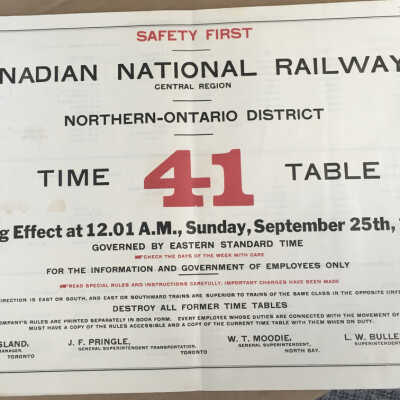 SAFETY FIRST
NADIAN NATIONAL RAILWAY
CENTRAL REGION
NORTHERN-ONTARIO DISTRICT
TIME 41 TABLE
g Effect at 12.01 A.M., Sunday, September 25th,
GOVERNED BY EASTERN STANDARD TIME
CHECK THE DAYS OF THE WEEK WITH CARE
FOR THE INFORMATION AND GOVERNMENT OF EMPLOYEES ONLY
READ SPECIAL RULES AND INSTRUCTIONS CAREFULLY, IMPORTANT CHANGES HAVE BEEN MADE
DIRECTION IS EAST OR SOUTH, AND EAST OR SOUTHWARD TRAINS ARE SUPERIOR TO TRAINS OF THE SAME CLASS IN THE OPPOSITE
DESTROY ALL FORMER TIME TABLES
COMPANY'S RULES ARE PRINTED SEPARATELY IN BOOK FORM. EVERY EMPLOYEE WHOSE DUTIES ARE CONNECTED WITH THE MOVEMENT OF
MUST HAVE A COPY OF THE RULES ACCESSIBLE AND A COPY OF THE CURRENT TIME TABLE WITH THEM WHEN ON DUTY.
SLAND, J. F. PRINGLE, W. T. MOODIE, L. W. BULLE
MANAGER, GENERAL SUPERINTENDENT TRANSPORTATION, GENERAL SUPERINTENDENT, SUPERINTENDENT
TORONTO TORONTO NORTH BAY.